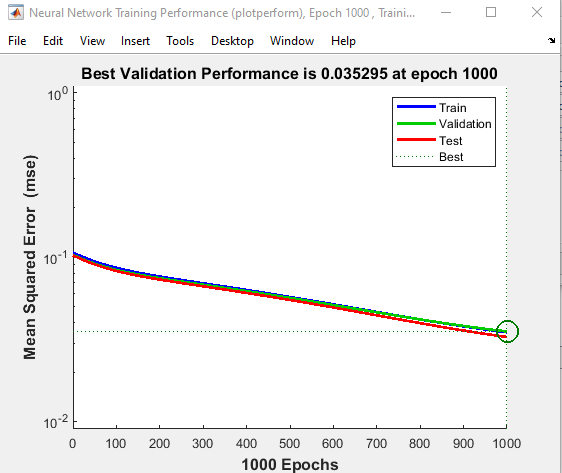 Neural Network Training Performance (plotperform), Epoch 1000 , Traini...
File Edit View Insert Tools Desktop Window Help
Best Validation Performance is 0.035295 at epoch 1000
Mean Squared Error (mse)
10^0
10^-1
10^-2
Train
Validation
Test
Best
0 100 200 300 400 500 600 700 800 900 1000
1000 Epochs